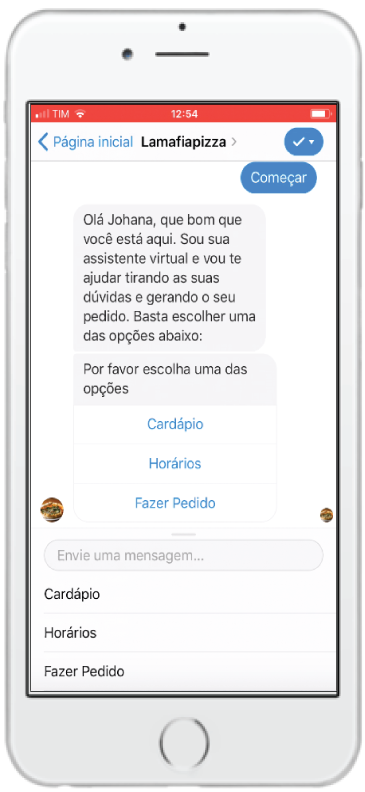 TIM 12:54
Página inicial Lamafiapizza
Começar
Olá Johana, que bom que
você está aqui. Sou sua
assistente virtual e vou te
ajudar tirando as suas
dúvidas e gerando o seu
pedido. Basta escolher uma
das opções abaixo:
Por favor escolha uma das
opções
Cardápio
Horários
Fazer Pedido
Envie uma mensagem...
Cardápio
Horários
Fazer Pedido